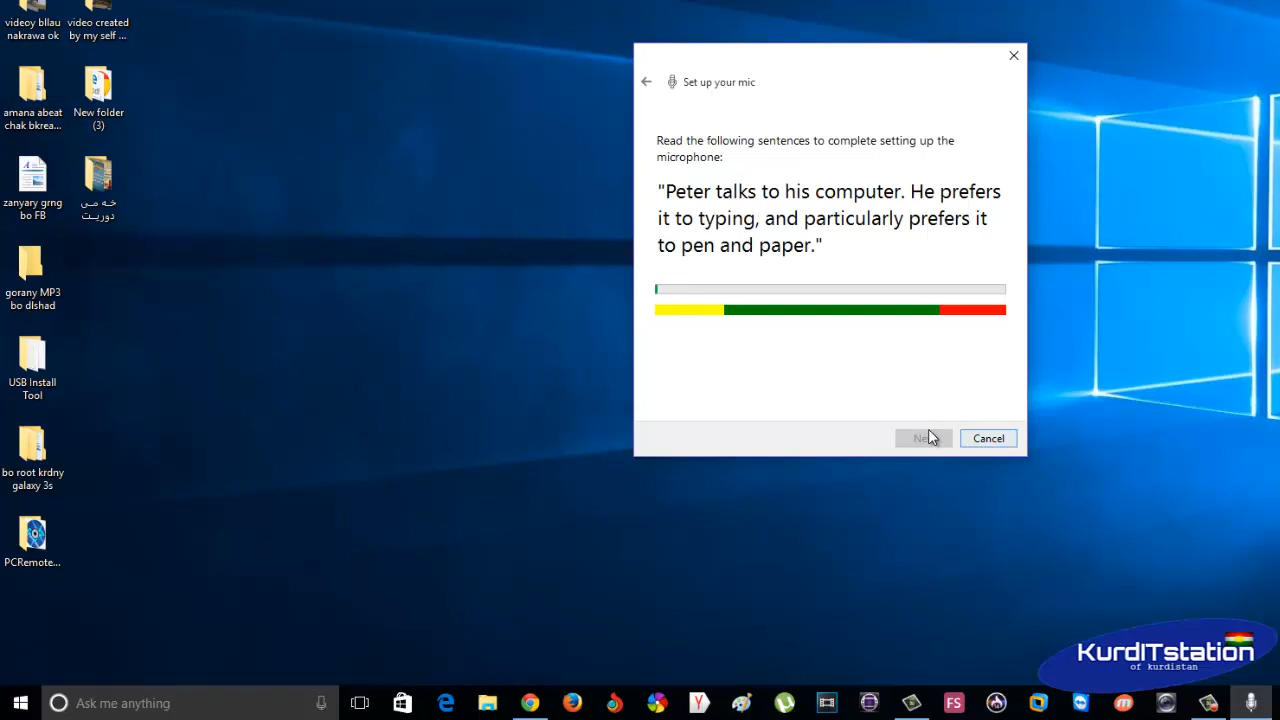 videoy bllau
nakrawa ok
video created
by my self ...
amana abeat
chak bkrea...
New folder
(3)
zanyary grng
bo FB
خه می
دوریت
gorany MP3
bo dlshad
USB Install
Tool
bo root krdny
galaxy 3s
PCRemote...
Set up your mic
Read the following sentences to complete setting up the
microphone:
"Peter talks to his computer. He prefers
it to typing, and particularly prefers it
to pen and paper."
Cancel
KurdITstation
of kurdistan
Ask me anything
Y
FS
m